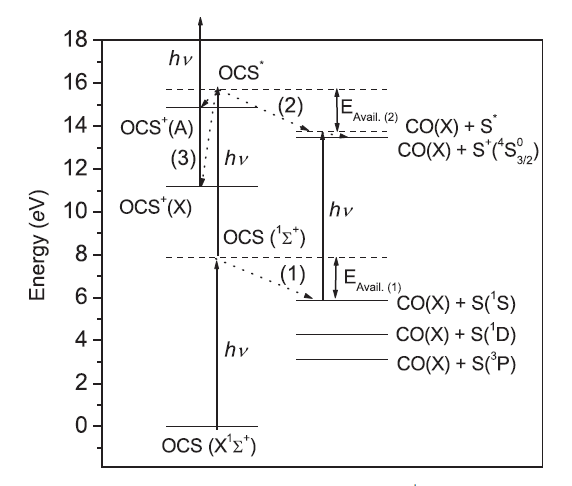 18
16
14
12
10
8
6
4
2
0
Energy (eV)
hν
OCS*
(2)
E Avail. (2)
CO(X) + S*
OCS⁺(A)
CO(X) + S⁺(⁴S⁰₃/₂)
(3)
hν
OCS⁺(X)
hν
OCS (¹Σ⁺)
(1)
E Avail. (1)
CO(X) + S(¹S)
hν
CO(X) + S(¹D)
CO(X) + S(³P)
OCS (X¹Σ⁺)